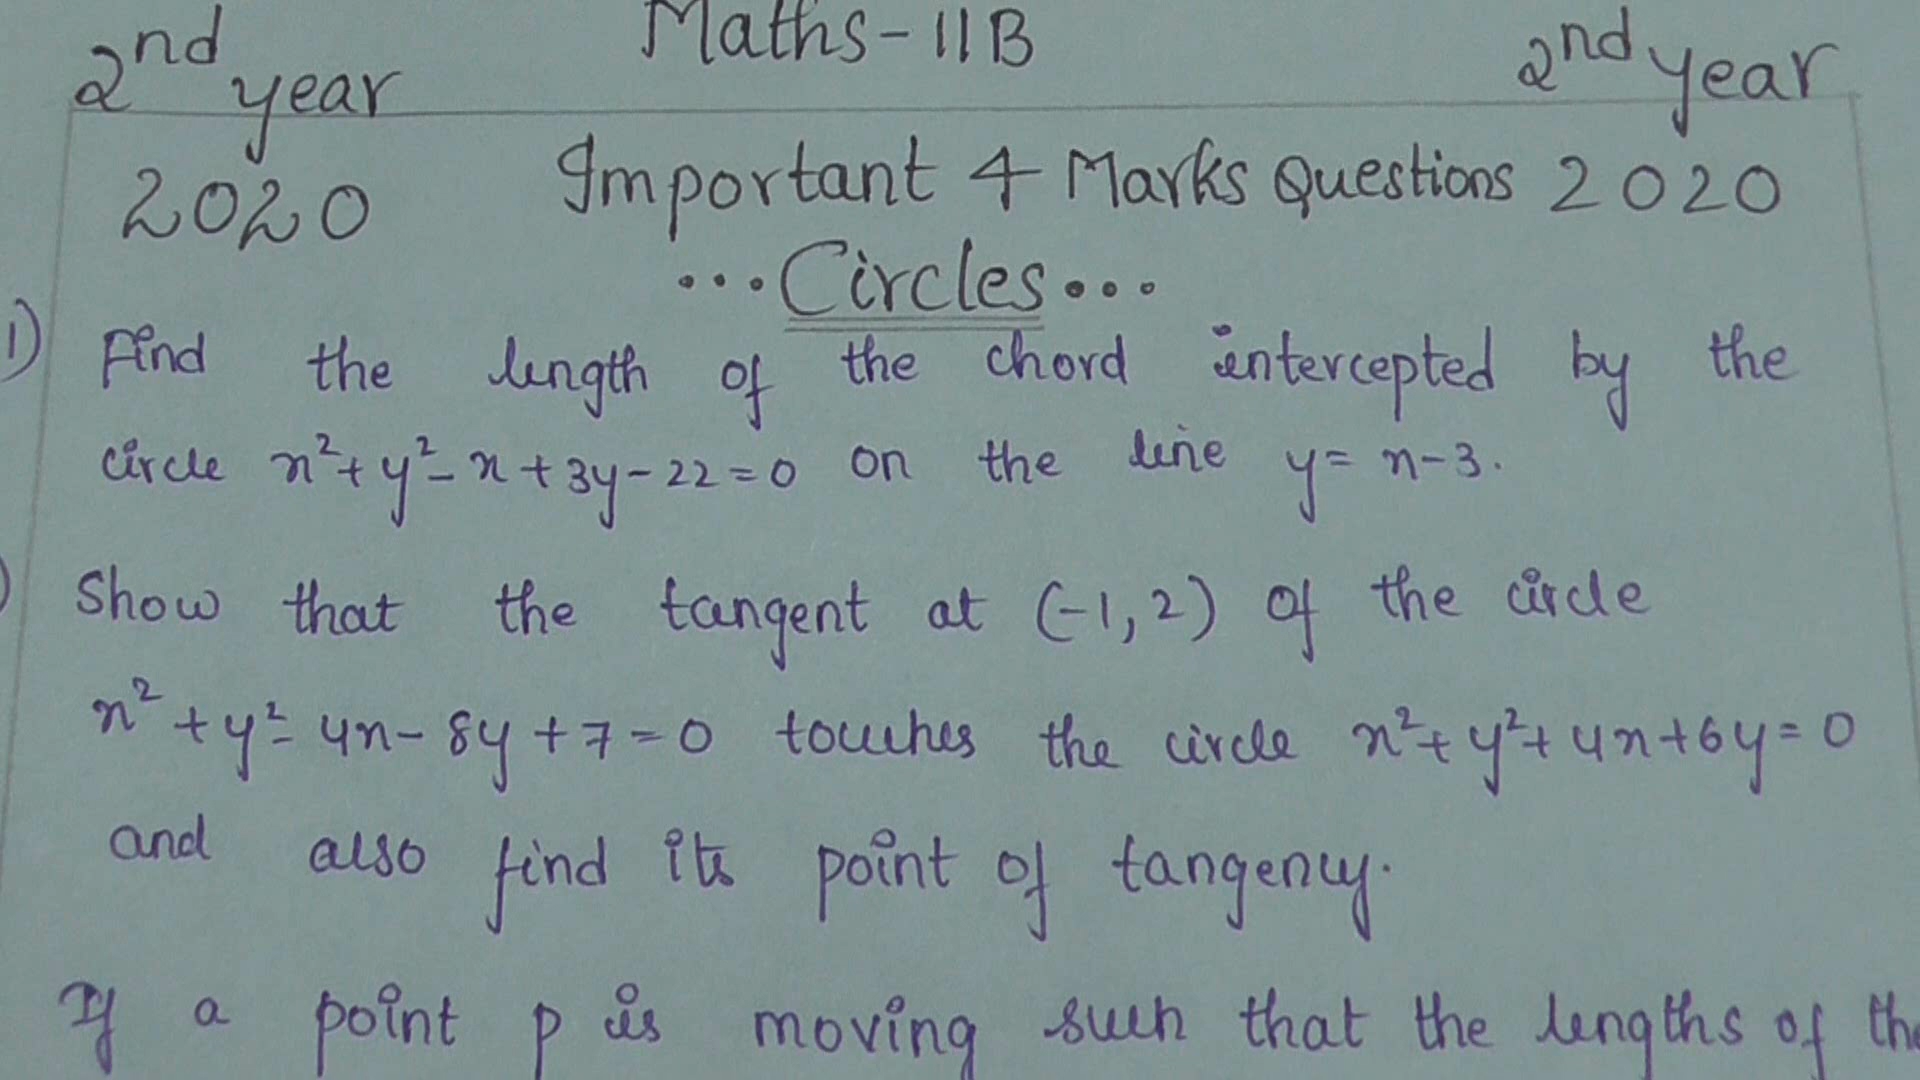 2nd year Maths-IIB 2nd year
2020 Important 4 Marks Questions 2020
...Circles...
1) Find the length of the chord intercepted by the
circle x²+y²-x+3y-22=0 on the line y=x-3.
) Show that the tangent at (-1,2) of the circle
x²+y²-4x-8y+7=0 touches the circle x²+y²+4x+6y=0
and also find its point of tangency.
If a point p is moving such that the lengths of the